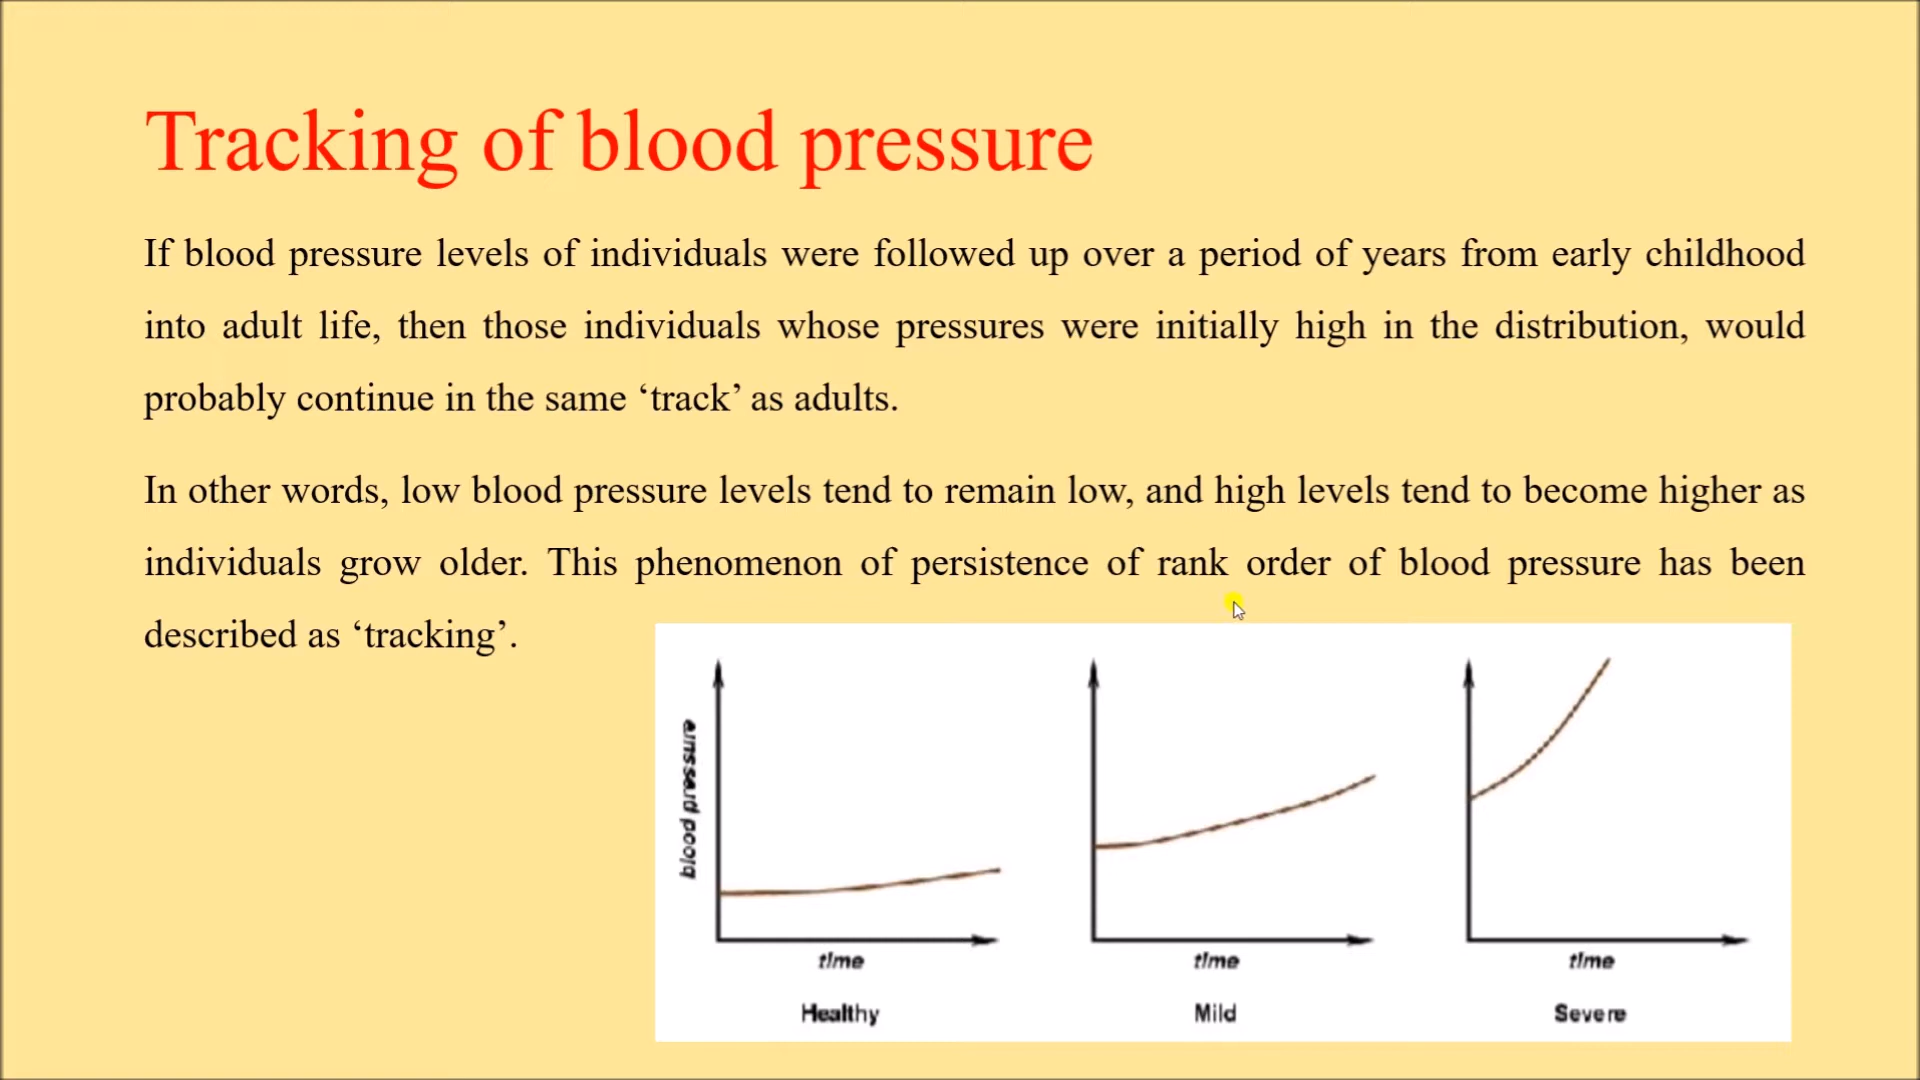 Tracking of blood pressure
If blood pressure levels of individuals were followed up over a period of years from early childhood
into adult life, then those individuals whose pressures were initially high in the distribution, would
probably continue in the same ‘track’ as adults.
In other words, low blood pressure levels tend to remain low, and high levels tend to become higher as
individuals grow older. This phenomenon of persistence of rank order of blood pressure has been
described as ‘tracking’.
blood pressure
time
time
time
Healthy
Mild
Severe